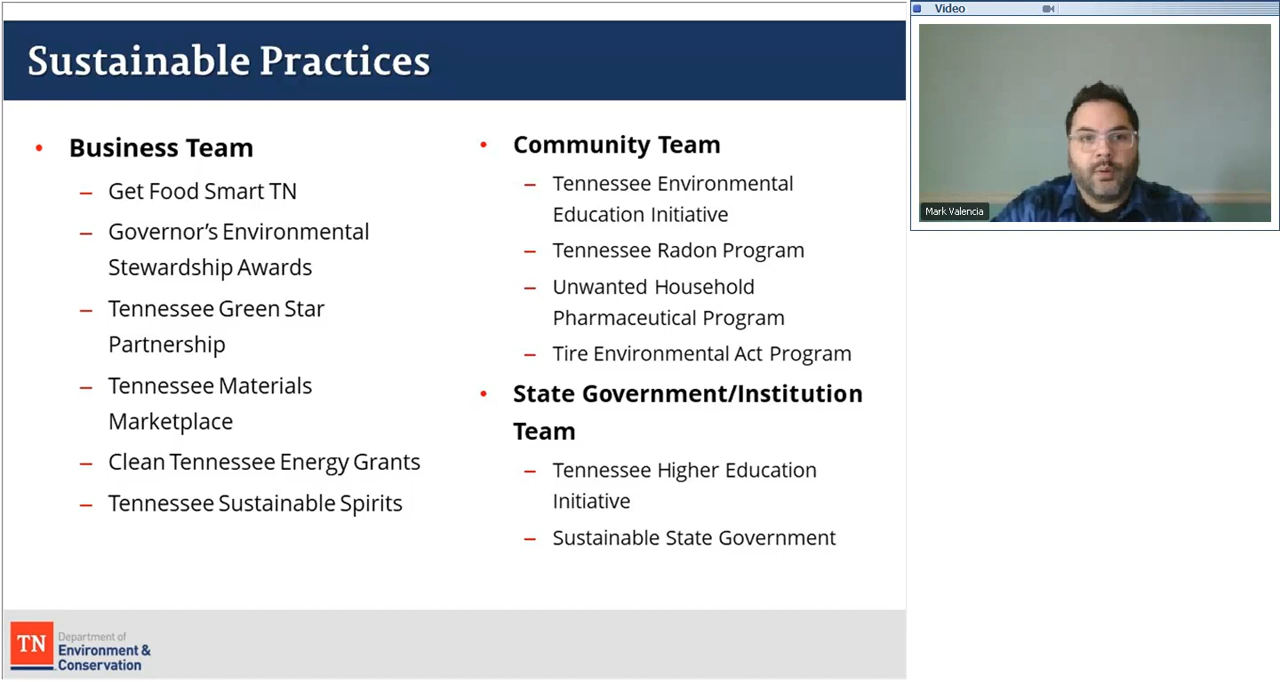 Sustainable Practices
• Business Team
– Get Food Smart TN
– Governor's Environmental
Stewardship Awards
– Tennessee Green Star
Partnership
– Tennessee Materials
Marketplace
– Clean Tennessee Energy Grants
– Tennessee Sustainable Spirits
• Community Team
– Tennessee Environmental
Education Initiative
– Tennessee Radon Program
– Unwanted Household
Pharmaceutical Program
– Tire Environmental Act Program
• State Government/Institution
Team
– Tennessee Higher Education
Initiative
– Sustainable State Government
TN
Department of
Environment &
Conservation
Video
Mark Valencia